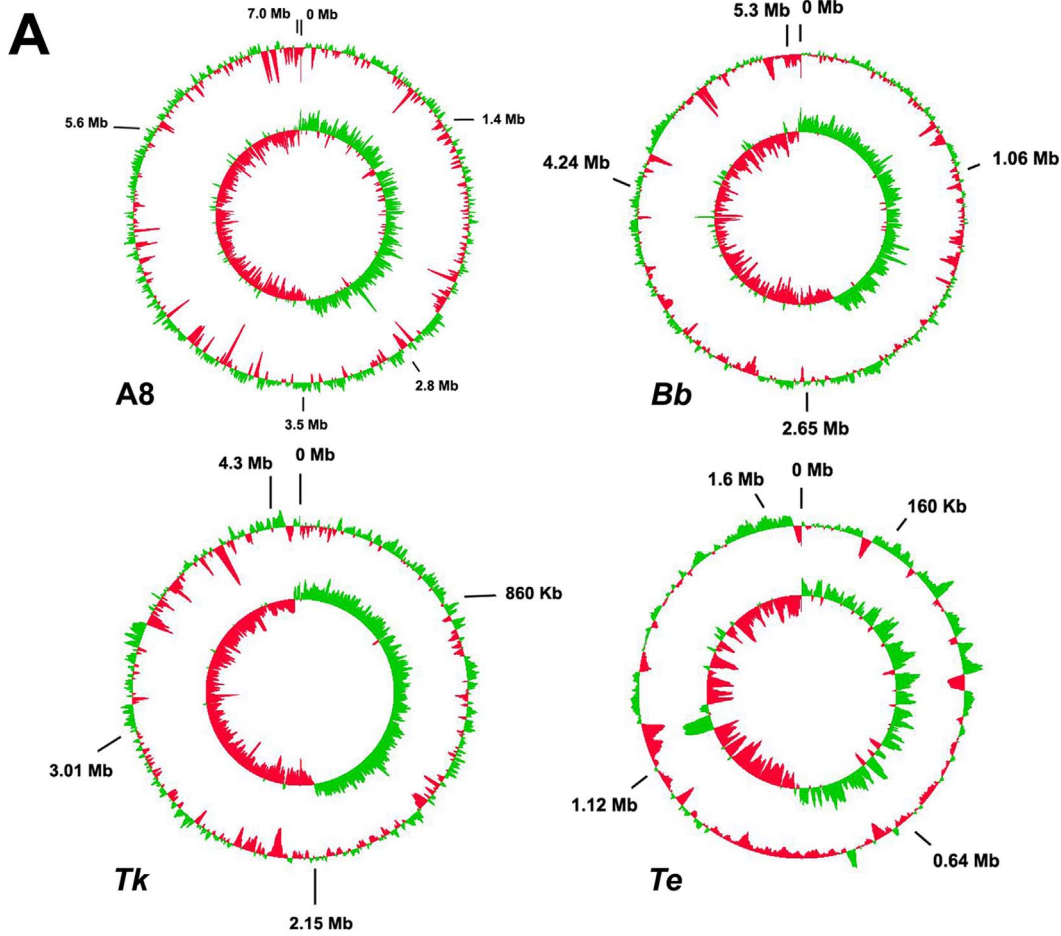 A
7.0 Mb
0 Mb
1.4 Mb
2.8 Mb
3.5 Mb
5.6 Mb
A8
5.3 Mb
0 Mb
1.06 Mb
2.65 Mb
4.24 Mb
Bb
4.3 Mb
0 Mb
860 Kb
2.15 Mb
3.01 Mb
Tk
1.6 Mb
0 Mb
160 Kb
0.64 Mb
1.12 Mb
Te